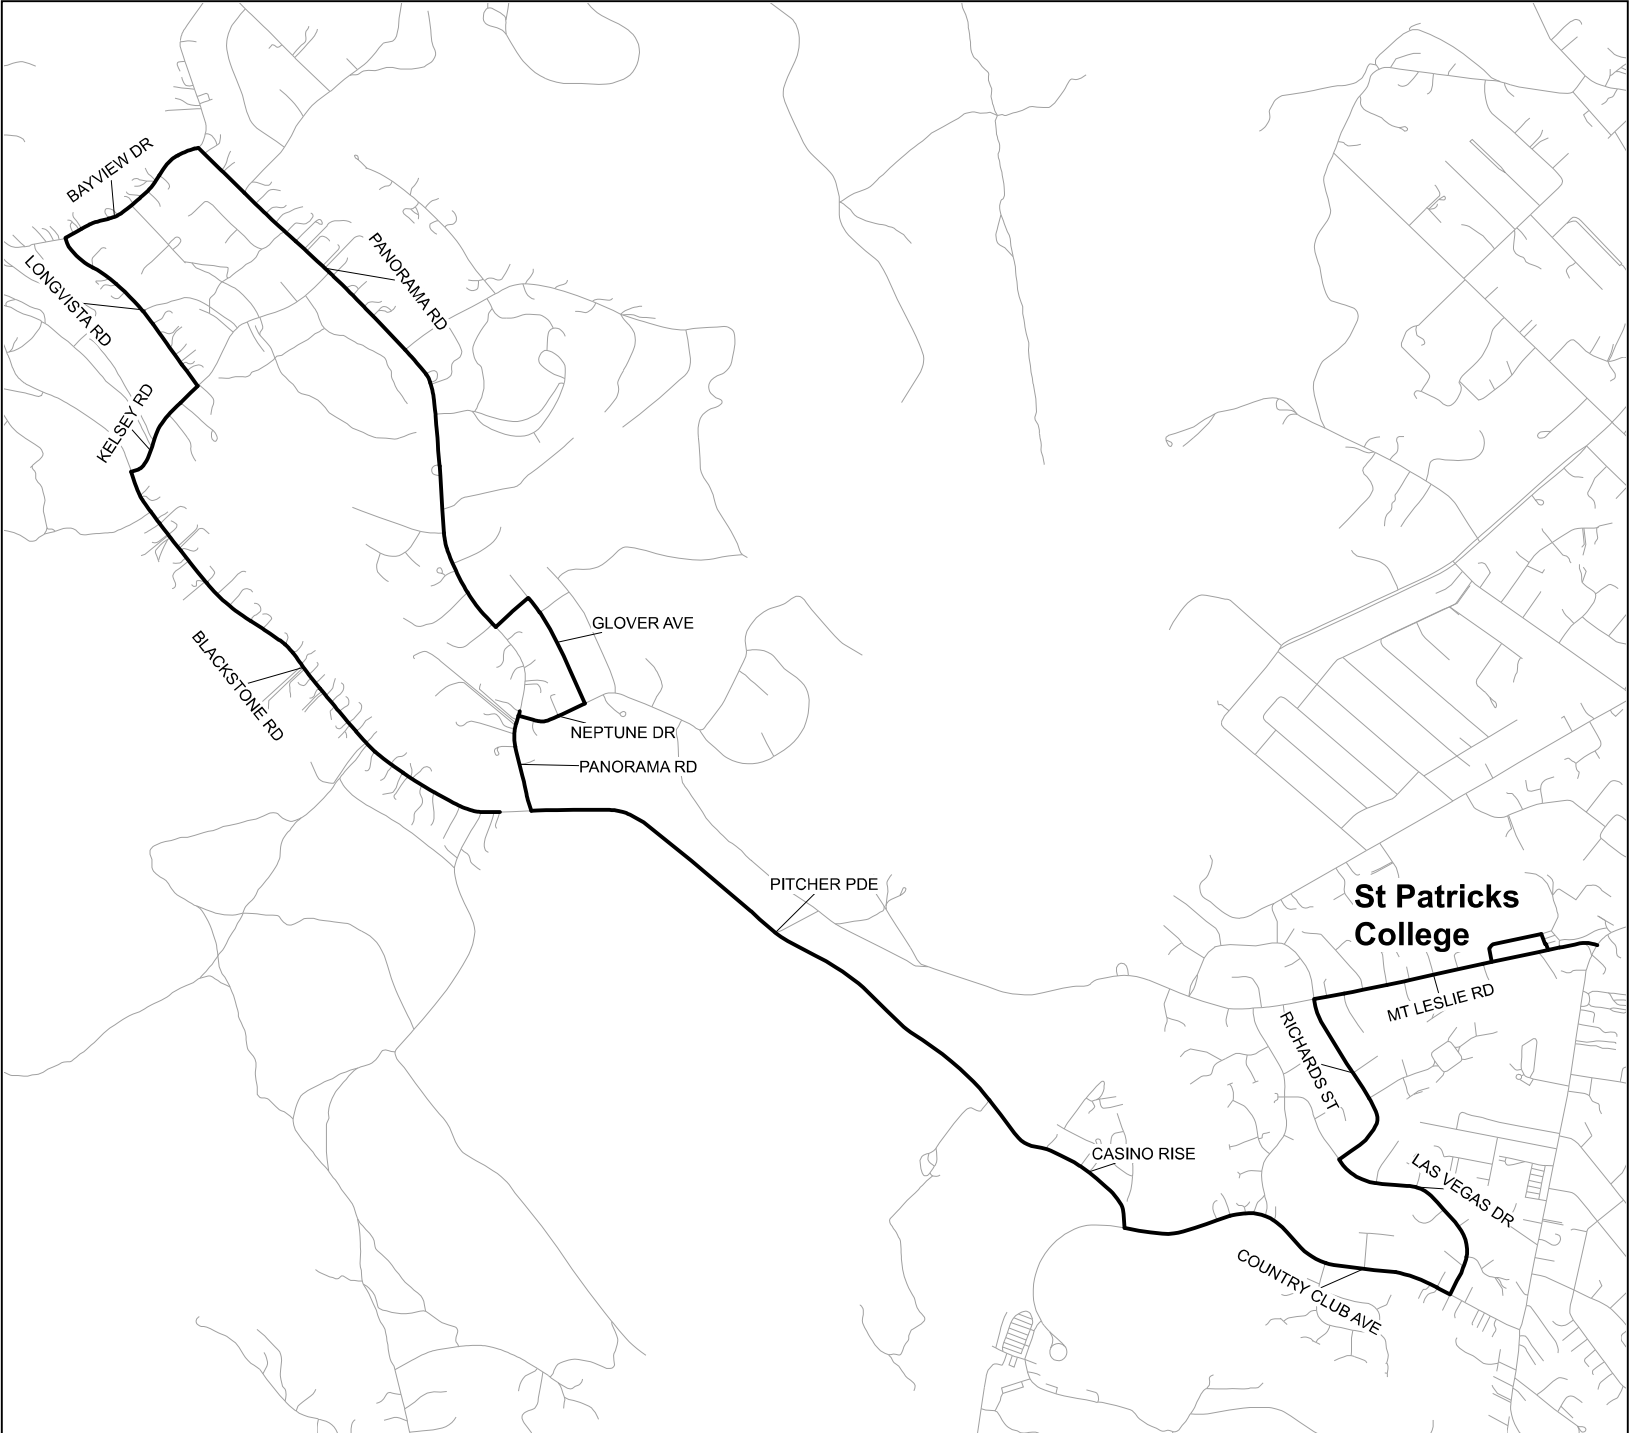 BAYVIEW DR
PANORAMA RD
LONGVISTA RD
KELSEY RD
GLOVER AVE
BLACKSTONE RD
NEPTUNE DR
PANORAMA RD
PITCHER PDE
St Patricks
College
MT LESLIE RD
RICHARDS ST
CASINO RISE
LAS VEGAS DR
COUNTRY CLUB AVE